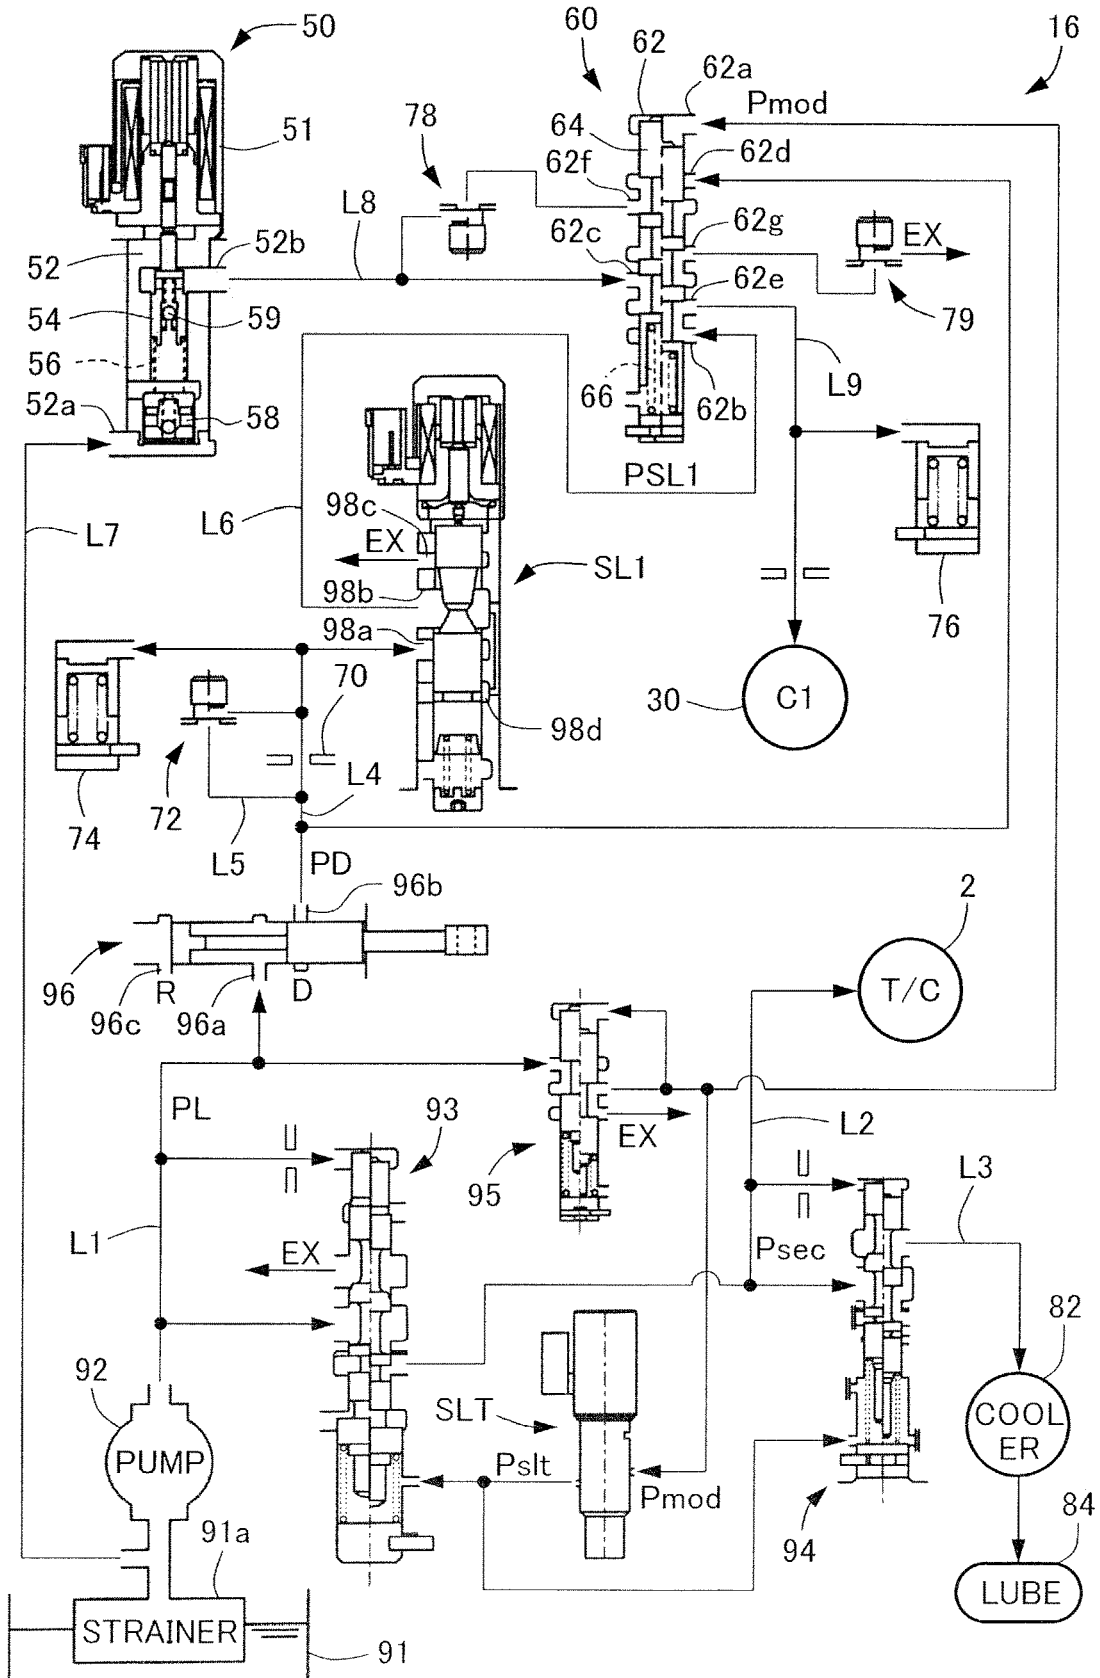 50
60
62
62a
16
Pmod
78
64
51
62f
62d
L8
52b
62g
EX
52
62c
54
59
62e
79
56
66
L9
52a
58
62b
PSL1
L7
L6
98c
EX
SL1
98b
76
98a
70
30
C1
98d
74
72
L4
L5
PD
96b
2
96
R
D
T/C
96c
96a
PL
93
EX
L2
95
L3
L1
EX
Psec
82
92
SLT
COOL
ER
PUMP
Pslt
Pmod
91a
94
84
STRAINER
91
LUBE